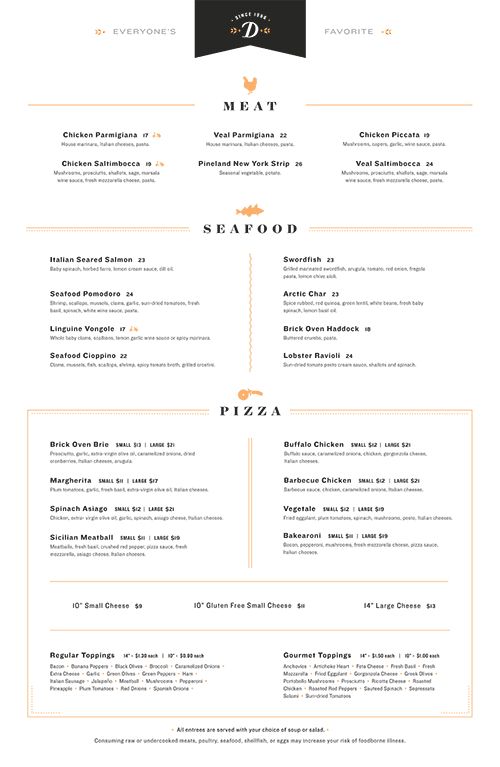 EVERYONE'S
SINCE 1986
D
FAVORITE
MEAT
Chicken Parmigiana 17
House marinara, Italian cheeses, pasta.
Veal Parmigiana 22
House marinara, Italian cheeses, pasta.
Chicken Piccata 19
Mushrooms, capers, garlic, wine sauce, pasta.
Chicken Saltimbocca 19
Mushrooms, prosciutto, shallots, sage, marsala
wine sauce, fresh mozzarella cheese, pasta.
Pineland New York Strip 26
Seasonal vegetable, potato.
Veal Saltimbocca 24
Mushrooms, prosciutto, shallots, sage, marsala
wine sauce, fresh mozzarella cheese, pasta.
SEAFOOD
Italian Seared Salmon 23
Baby spinach, herbed farro, lemon cream sauce, dill oil.
Seafood Pomodoro 24
Shrimp, scallops, mussels, clams, garlic, sun-dried tomatoes, fresh
basil, spinach, white wine sauce, pasta.
Linguine Vongole 17
Whole baby clams, scallions, lemon garlic wine sauce or spicy marinara.
Seafood Cioppino 22
Clams, mussels, fish, scallops, shrimp, spicy tomato broth, grilled crostini.
Swordfish 23
Grilled marinated swordfish, arugula, tomato, red onion, fregola
pasta, lemon chive aioli.
Arctic Char 23
Spice rubbed, red quinoa, green lentil, white beans, fresh baby
spinach, lemon basil oil.
Brick Oven Haddock 18
Buttered crumbs, pasta.
Lobster Ravioli 24
Sun-dried tomato pesto cream sauce, shallots and spinach.
PIZZA
Brick Oven Brie SMALL $13 | LARGE $21
Prosciutto, garlic, extra-virgin olive oil, caramelized onions, dried
cranberries, Italian cheeses, arugula.
Margherita SMALL $11 | LARGE $17
Plum tomatoes, garlic, fresh basil, extra-virgin olive oil, Italian cheeses.
Spinach Asiago SMALL $12 | LARGE $21
Chicken, extra-virgin olive oil, garlic, spinach, asiago cheese, Italian cheeses.
Sicilian Meatball SMALL $11 | LARGE $19
Meatballs, fresh basil, crushed red pepper, pizza sauce, fresh
mozzarella, asiago cheese, Italian cheeses.
Buffalo Chicken SMALL $12 | LARGE $21
Buffalo sauce, caramelized onions, chicken, gorgonzola cheese,
Italian cheeses.
Barbecue Chicken SMALL $12 | LARGE $21
Barbecue sauce, chicken, caramelized onions, Italian cheeses.
Vegetale SMALL $12 | LARGE $19
Fried eggplant, plum tomatoes, spinach, mushrooms, pesto, Italian cheeses.
Bakearoni SMALL $11 | LARGE $19
Bacon, pepperoni, mushrooms, fresh mozzarella cheese, pizza sauce,
Italian cheeses.
10" Small Cheese $9
10" Gluten Free Small Cheese $11
14" Large Cheese $13
Regular Toppings 14" - $1.30 each | 10" - $0.80 each
Bacon • Banana Peppers • Black Olives • Broccoli • Caramelized Onions •
Extra Cheese • Garlic • Green Olives • Green Peppers • Ham •
Italian Sausage • Jalapeño • Meatball • Mushrooms • Pepperoni •
Pineapple • Plum Tomatoes • Red Onions • Spanish Onions •
Gourmet Toppings 14" - $1.50 each | 10" - $1.00 each
Anchovies • Artichoke Heart • Feta Cheese • Fresh Basil • Fresh
Mozzarella • Fried Eggplant • Gorgonzola Cheese • Greek Olives •
Portobello Mushrooms • Prosciutto • Ricotta Cheese • Roasted
Chicken • Roasted Red Peppers • Sauteed Spinach • Sopressata
Salami • Sun-dried Tomatoes
• All entrees are served with your choice of soup or salad. •
Consuming raw or undercooked meats, poultry, seafood, shellfish, or eggs may increase your risk of foodborne illness.